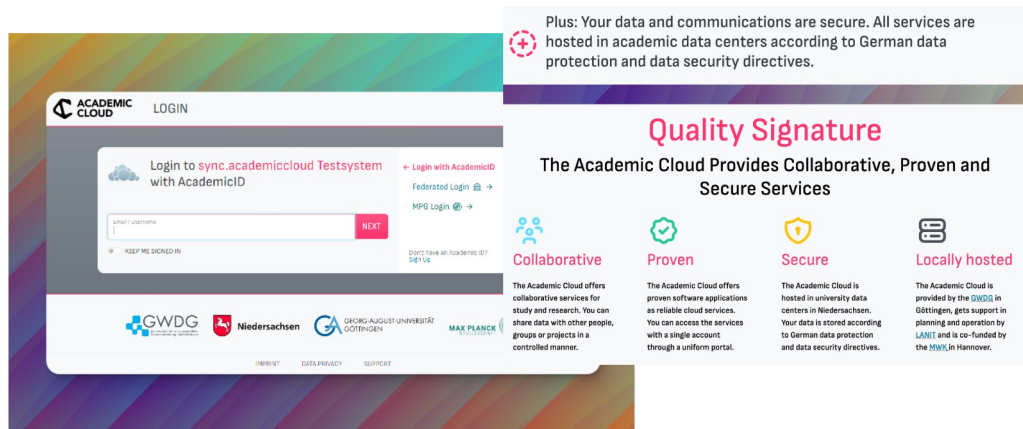 ACADEMIC
CLOUD
LOGIN
Login to sync.academiccloud Testsystem
with AcademicID
Email / Username
NEXT
KEEP ME SIGNED IN
← Login with AcademicID
Federated Login →
MPG Login →
Don't have an Academic ID?
Sign Up
GWDG
Niedersachsen
GEORG-AUGUST-UNIVERSITÄT
GÖTTINGEN
MAX PLANCK
IMPRINT DATA PRIVACY SUPPORT
Plus: Your data and communications are secure. All services are
hosted in academic data centers according to German data
protection and data security directives.
Quality Signature
The Academic Cloud Provides Collaborative, Proven and
Secure Services
Collaborative
The Academic Cloud offers
collaborative services for
study and research. You can
share data with other people,
groups or projects in a
controlled manner.
Proven
The Academic Cloud offers
proven software applications
as reliable cloud services.
You can access the services
with a single account
through a uniform portal.
Secure
The Academic Cloud is
hosted in university data
centers in Niedersachsen.
Your data is stored according
to German data protection
and data security directives.
Locally hosted
The Academic Cloud is
provided by the GWDG in
Göttingen, gets support in
planning and operation by
LANIT and is co-funded by
the MWK in Hannover.